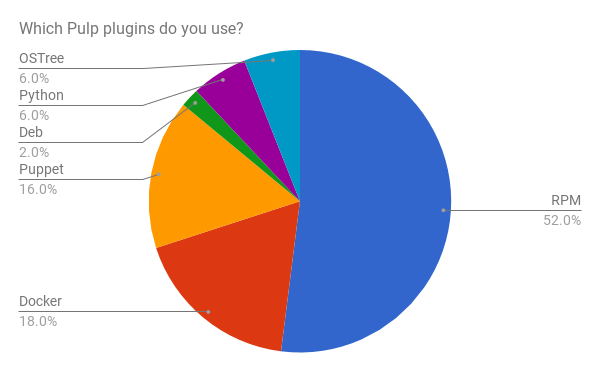 Which Pulp plugins do you use?
OSTree
6.0%
Python
6.0%
Deb
2.0%
Puppet
16.0%
RPM
52.0%
Docker
18.0%